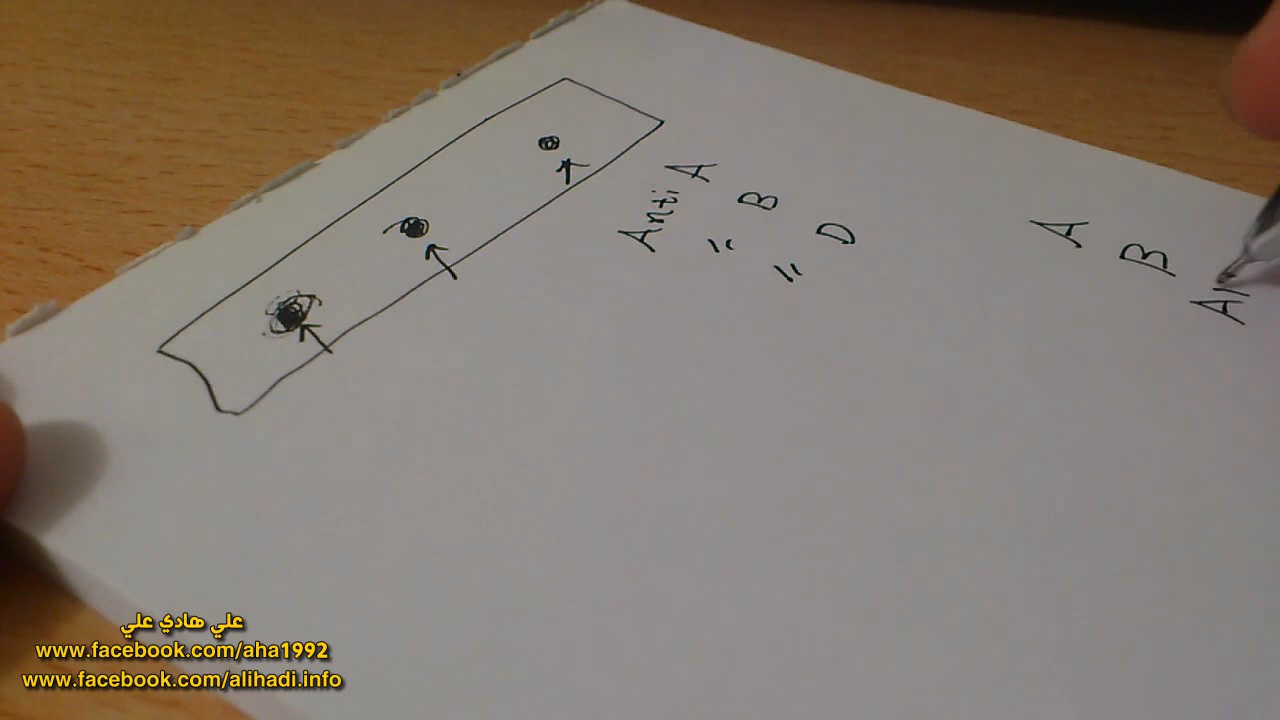 Anti A
〃 B
〃 D
A
B
علي هادي علي
www.facebook.com/aha1992
www.facebook.com/alihadi.info